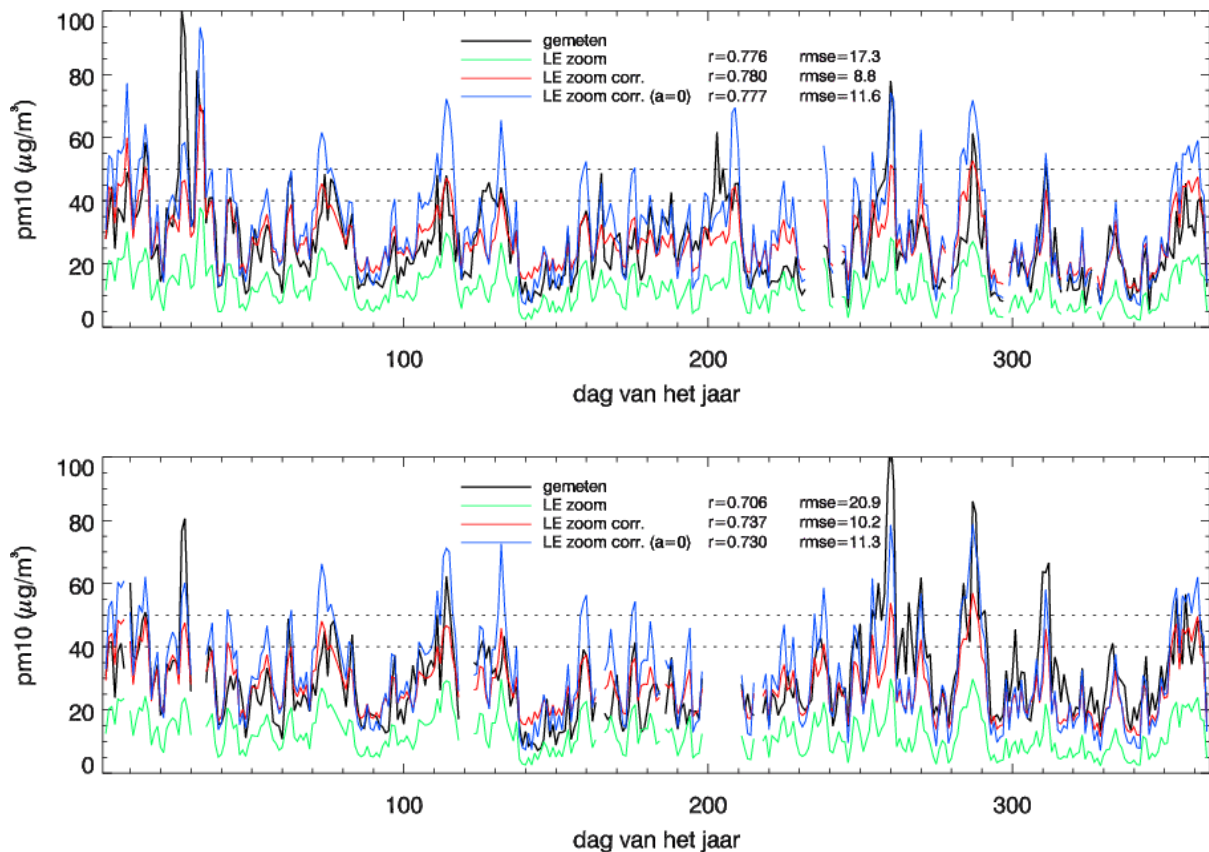 100
80
60
40
20
0
pm10 (µg/m³)
gemeten
LE zoom r=0.776 rmse=17.3
LE zoom corr. r=0.780 rmse= 8.8
LE zoom corr. (a=0) r=0.777 rmse=11.6
100 200 300
dag van het jaar
100
80
60
40
20
0
pm10 (µg/m³)
gemeten
LE zoom r=0.706 rmse=20.9
LE zoom corr. r=0.737 rmse=10.2
LE zoom corr. (a=0) r=0.730 rmse=11.3
100 200 300
dag van het jaar